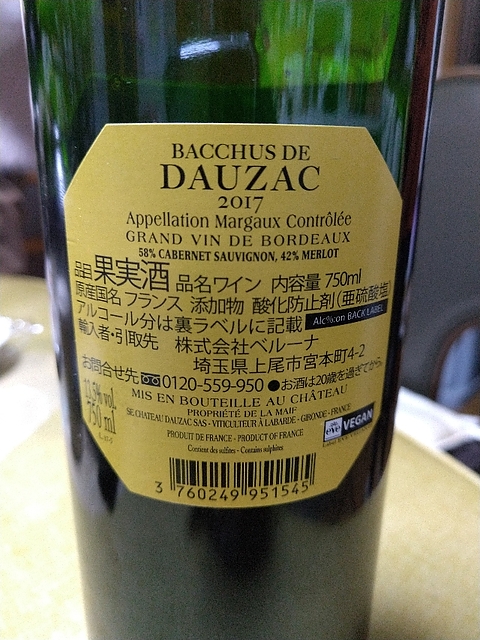 BACCHUS DE
DAUZAC
2017
Appellation Margaux Contrôlée
GRAND VIN DE BORDEAUX
58% CABERNET SAUVIGNON, 42% MERLOT
品目 果実酒 品名ワイン 内容量 750ml
原産国名 フランス 添加物 酸化防止剤(亜硫酸塩)
アルコール分は裏ラベルに記載 Alc%:on BACK LABEL
輸入者・引取先 株式会社ベルーナ
埼玉県上尾市宮本町4-2
お問合せ先 0120-559-950 ●お酒は20歳を過ぎてから
MIS EN BOUTEILLE AU CHÂTEAU
PROPRIÉTÉ DE LA MAIF
SE CHATEAU DAUZAC SAS - VITICULTEUR À LABARDE - GIRONDE - FRANCE
PRODUIT DE FRANCE - PRODUCT OF FRANCE
Contient des sulfites - Contains sulphites
750 ml
eve VEGAN
3 760249 951545